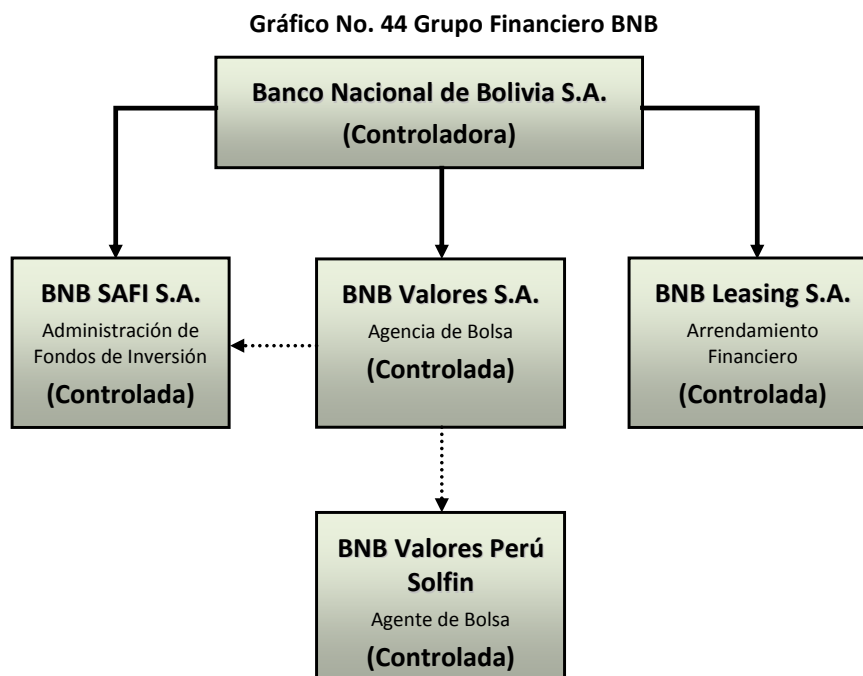 Gráfico No. 44 Grupo Financiero BNB
Banco Nacional de Bolivia S.A.
(Controladora)
BNB SAFI S.A.
Administración de
Fondos de Inversión
(Controlada)
BNB Valores S.A.
Agencia de Bolsa
(Controlada)
BNB Leasing S.A.
Arrendamiento
Financiero
(Controlada)
BNB Valores Perú
Solfin
Agente de Bolsa
(Controlada)